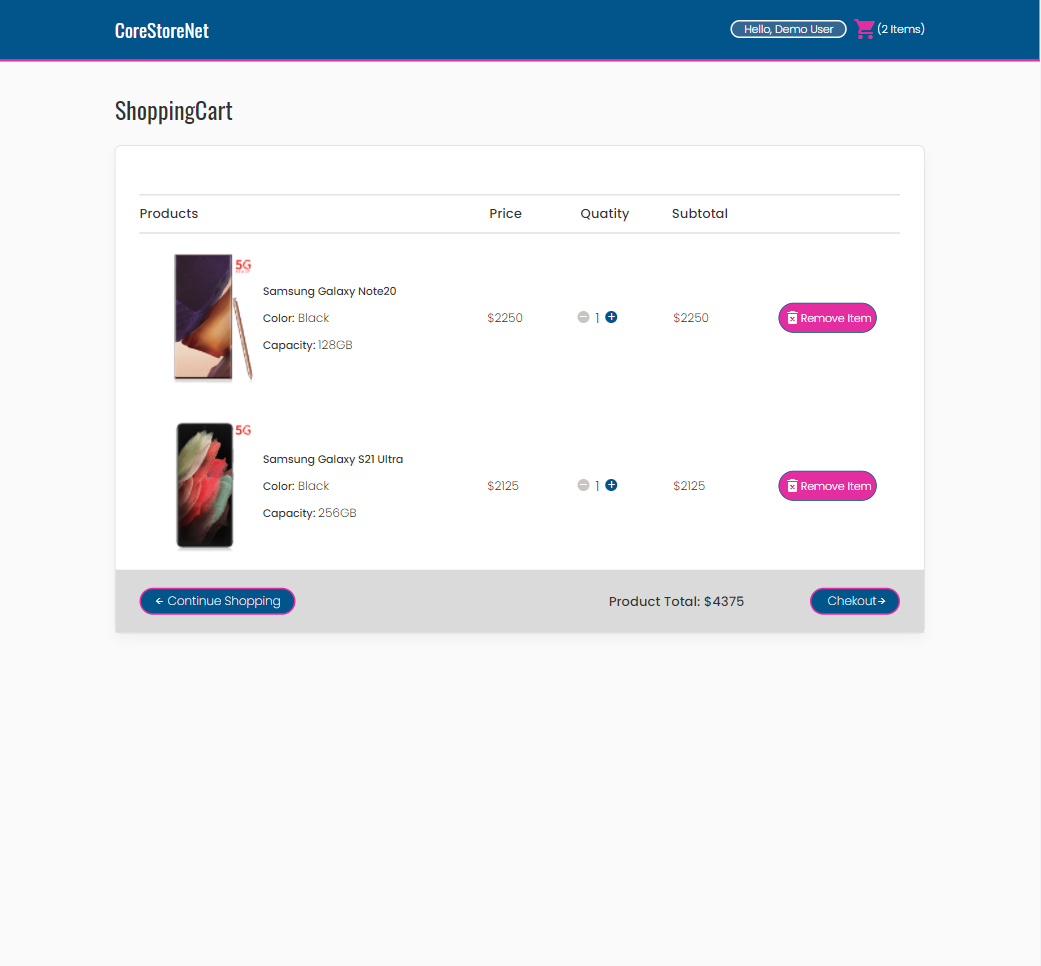 CoreStoreNet
Hello, Demo User
(2 Items)
ShoppingCart
Products Price Quatity Subtotal
5G
Samsung Galaxy Note20
Color: Black
Capacity: 128GB
$2250
1
$2250
Remove Item
5G
Samsung Galaxy S21 Ultra
Color: Black
Capacity: 256GB
$2125
1
$2125
Remove Item
← Continue Shopping
Product Total: $4375
Chekout→